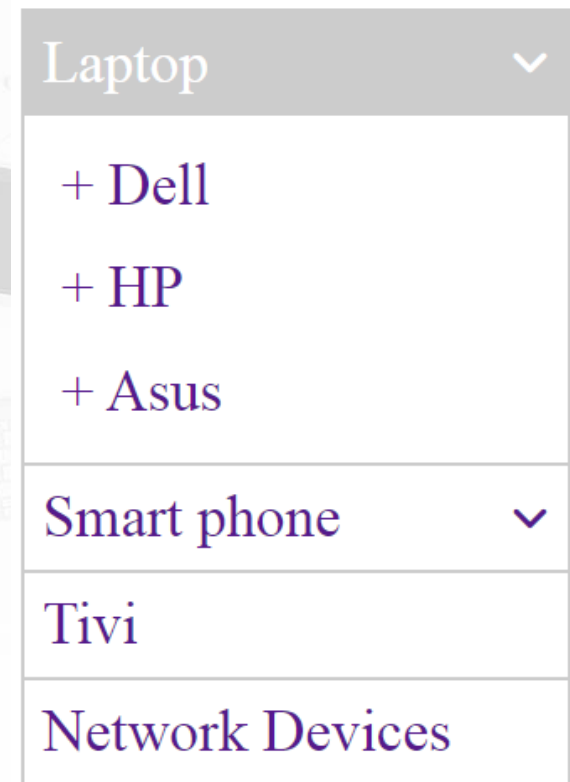 Laptop
+ Dell
+ HP
+ Asus
Smart phone
Tivi
Network Devices